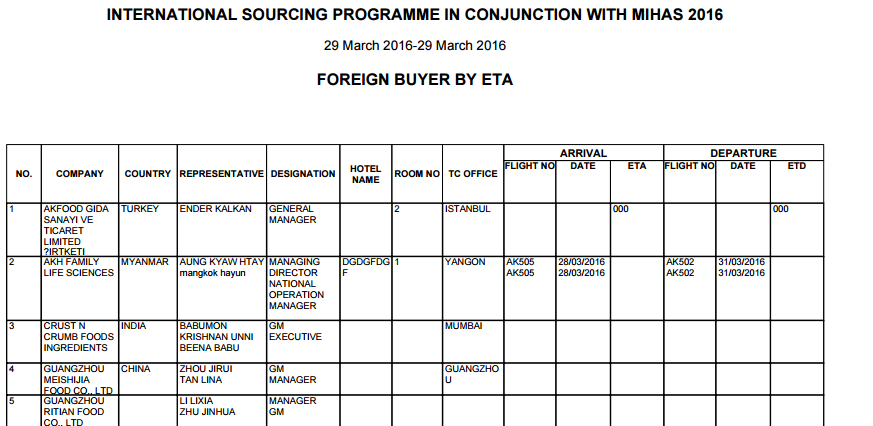 INTERNATIONAL SOURCING PROGRAMME IN CONJUNCTION WITH MIHAS 2016
29 March 2016-29 March 2016
FOREIGN BUYER BY ETA
NO. COMPANY COUNTRY REPRESENTATIVE DESIGNATION HOTEL NAME ROOM NO TC OFFICE ARRIVAL DEPARTURE
FLIGHT NO DATE ETA FLIGHT NO DATE ETD
1 AKFOOD GIDA TURKEY ENDER KALKAN GENERAL 2 ISTANBUL 000 000
SANAYI VE MANAGER
TICARET
LIMITED
?IRTKETI
2 AKH FAMILY MYANMAR AUNG KYAW HTAY MANAGING DGDGFDG 1 YANGON AK505 28/03/2016 AK502 31/03/2016
LIFE SCIENCES mangkok hayun DIRECTOR F AK505 28/03/2016 AK502 31/03/2016
NATIONAL
OPERATION
MANAGER
3 CRUST N INDIA BABUMON GM MUMBAI
CRUMB FOODS KRISHNAN UNNI EXECUTIVE
INGREDIENTS BEENA BABU
4 GUANGZHOU CHINA ZHOU JIRUI GM GUANGZHO
MEISHIJIA TAN LINA MANAGER U
FOOD CO., LTD
5 GUANGZHOU LI LIXIA MANAGER
RITIAN FOOD ZHU JINHUA GM
CO., LTD